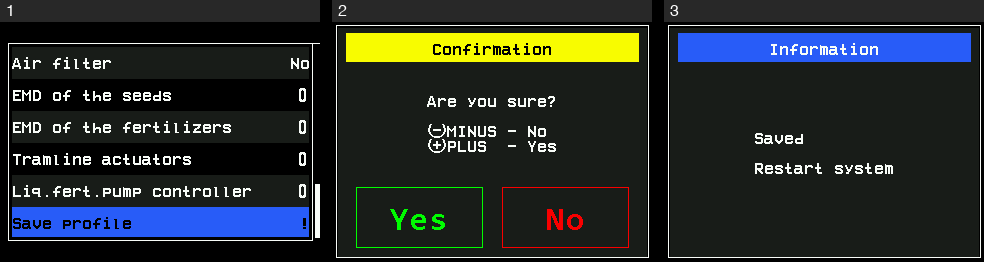 1
Air filter No
EMD of the seeds 0
EMD of the fertilizers 0
Tramline actuators 0
Liq.fert.pump controller 0
Save profile !
2
Confirmation
Are you sure?
(-)MINUS - No
(+)PLUS - Yes
Yes No
3
Information
Saved
Restart system